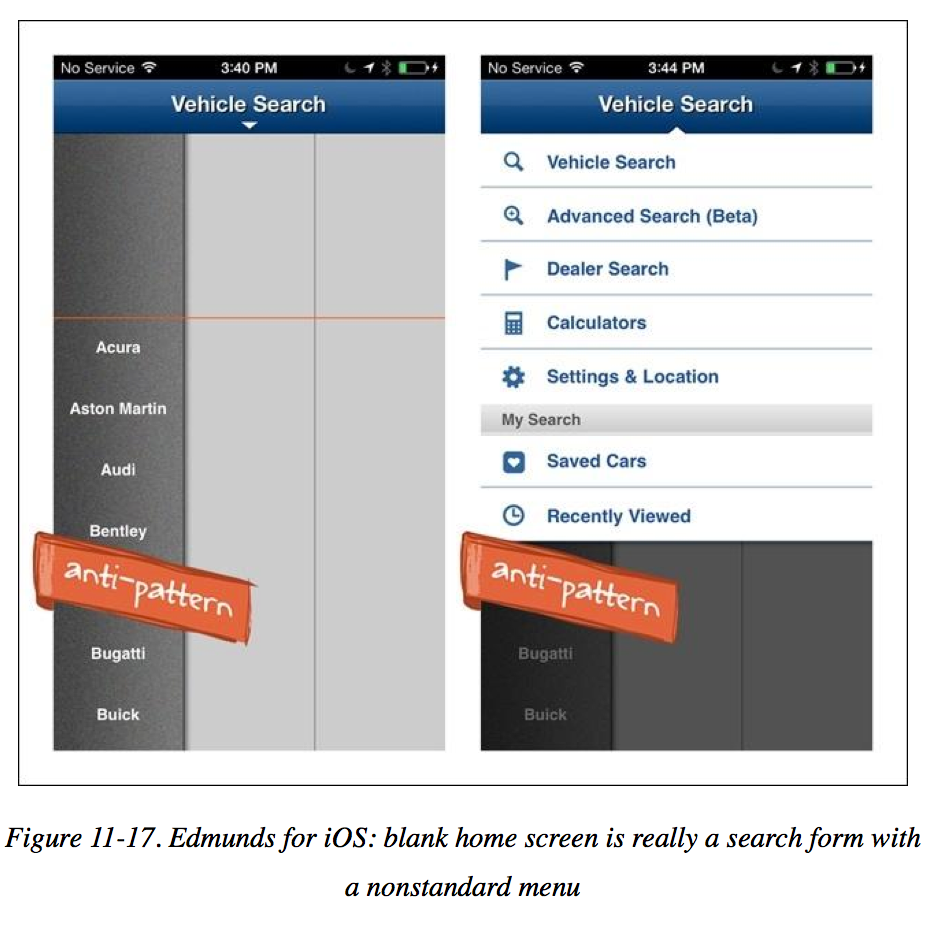 No Service 3:40 PM
Vehicle Search
Acura
Aston Martin
Audi
Bentley
anti-pattern
Bugatti
Buick
No Service 3:44 PM
Vehicle Search
Vehicle Search
Advanced Search (Beta)
Dealer Search
Calculators
Settings & Location
My Search
Saved Cars
Recently Viewed
anti-pattern
Bugatti
Buick
Figure 11-17. Edmunds for iOS: blank home screen is really a search form with
a nonstandard menu